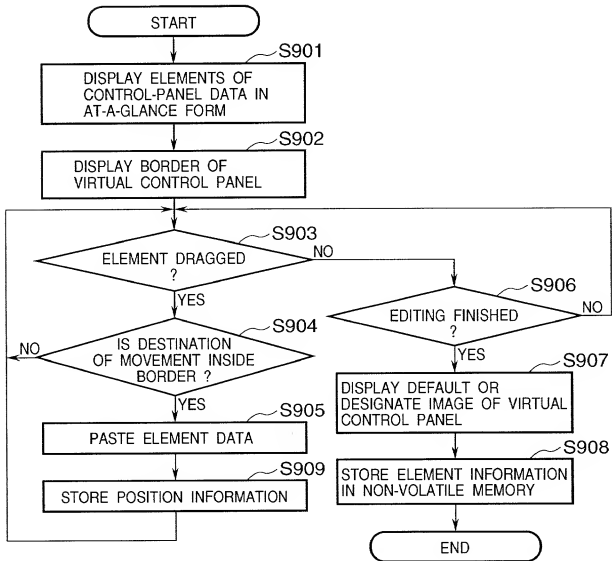 START
S901
DISPLAY ELEMENTS OF
CONTROL-PANEL DATA IN
AT-A-GLANCE FORM
S902
DISPLAY BORDER OF
VIRTUAL CONTROL PANEL
S903
ELEMENT DRAGGED
?
NO
YES
S904
IS DESTINATION
OF MOVEMENT INSIDE
BORDER ?
NO
YES
S905
PASTE ELEMENT DATA
S909
STORE POSITION INFORMATION
S906
EDITING FINISHED
?
NO
YES
S907
DISPLAY DEFAULT OR
DESIGNATE IMAGE OF VIRTUAL
CONTROL PANEL
S908
STORE ELEMENT INFORMATION
IN NON-VOLATILE MEMORY
END